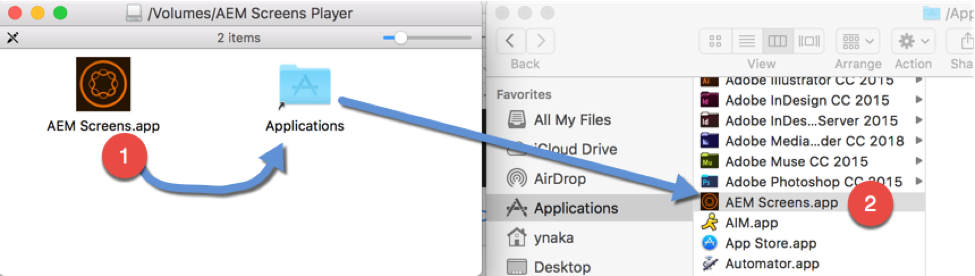 /Volumes/AEM Screens Player
2 items
AEM Screens.app
Applications
1
/App
Back
View
Arrange
Action
Sha
Favorites
All My Files
iCloud Drive
AirDrop
Applications
ynaka
Desktop
Adobe Illustrator CC 2015
Adobe InDesign CC 2015
Adobe InDes...Server 2015
Adobe Media...der CC 2018
Adobe Muse CC 2015
Adobe Photoshop CC 2015
AEM Screens.app
2
AIM.app
App Store.app
Automator.app